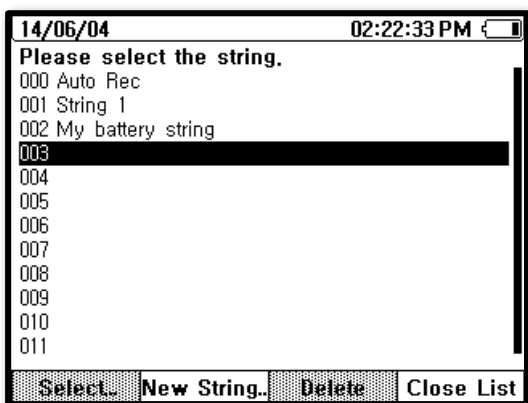 14/06/04 02:22:33 PM
Please select the string.
000 Auto Rec
001 String 1
002 My battery string
003
004
005
006
007
008
009
010
011
Select.. New String.. Delete Close List